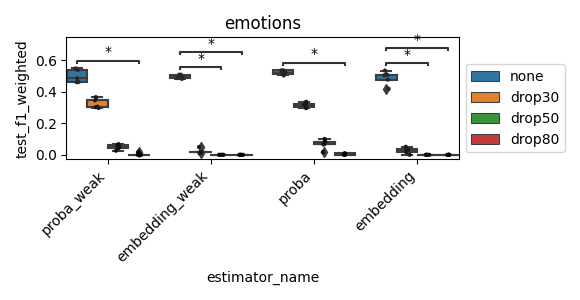 emotions
test_f1_weighted
0.6
0.4
0.2
0.0
*
*
*
*
*
*
proba_weak
embedding_weak
proba
embedding
estimator_name
none
drop30
drop50
drop80